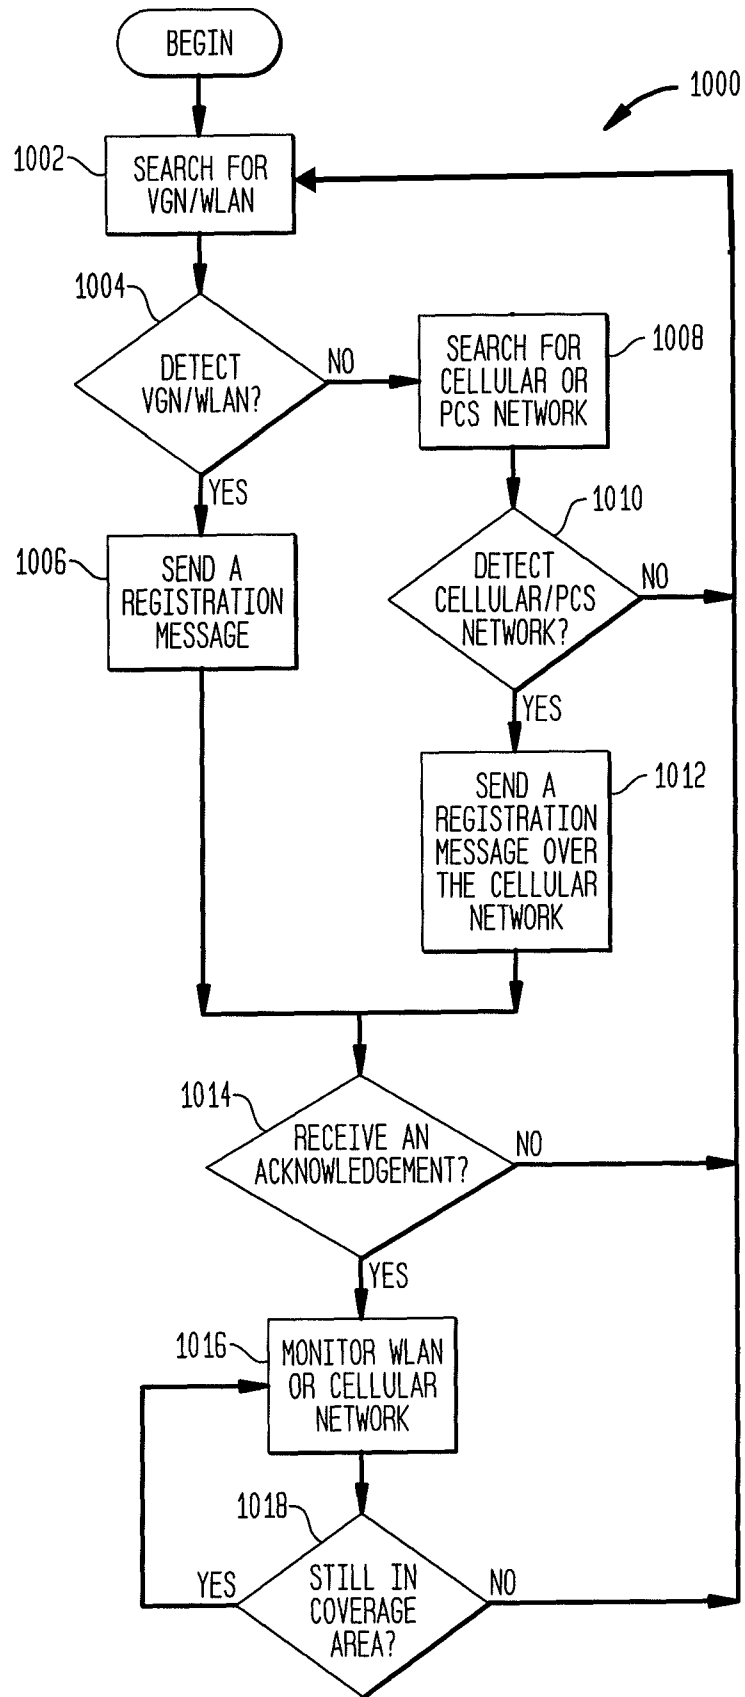 BEGIN
1000
1002
SEARCH FOR
VGN/WLAN
1004
DETECT
VGN/WLAN?
NO
SEARCH FOR
CELLULAR OR
PCS NETWORK
1008
YES
1010
1006
SEND A
REGISTRATION
MESSAGE
DETECT
CELLULAR/PCS
NETWORK?
NO
YES
SEND A
REGISTRATION
MESSAGE OVER
THE CELLULAR
NETWORK
1012
1014
RECEIVE AN
ACKNOWLEDGEMENT?
NO
YES
1016
MONITOR WLAN
OR CELLULAR
NETWORK
1018
YES
STILL IN
COVERAGE
AREA?
NO